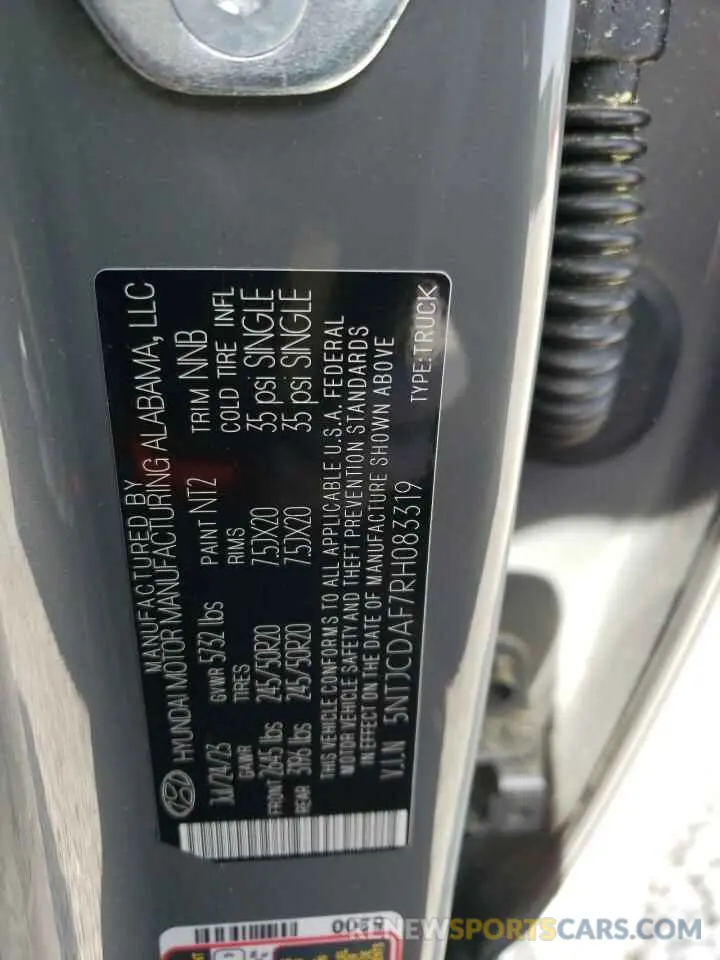 MANUFACTURED BY
HYUNDAI MOTOR MANUFACTURING ALABAMA, LLC
Jul/24/23 GVWR 5732 lbs PAINT NT2 TRIM NNB
GAWR TIRES RIMS COLD TIRE INFL
FRONT 2645 lbs 245/50R20 7.5JX20 35 psi SINGLE
REAR 3196 lbs 245/50R20 7.5JX20 35 psi SINGLE
THIS VEHICLE CONFORMS TO ALL APPLICABLE U.S.A. FEDERAL
MOTOR VEHICLE SAFETY AND THEFT PREVENTION STANDARDS
IN EFFECT ON THE DATE OF MANUFACTURE SHOWN ABOVE
V.I.N 5NTJCDAF7RH083319 TYPE:TRUCK
RENEWSPORTSCARS.COM